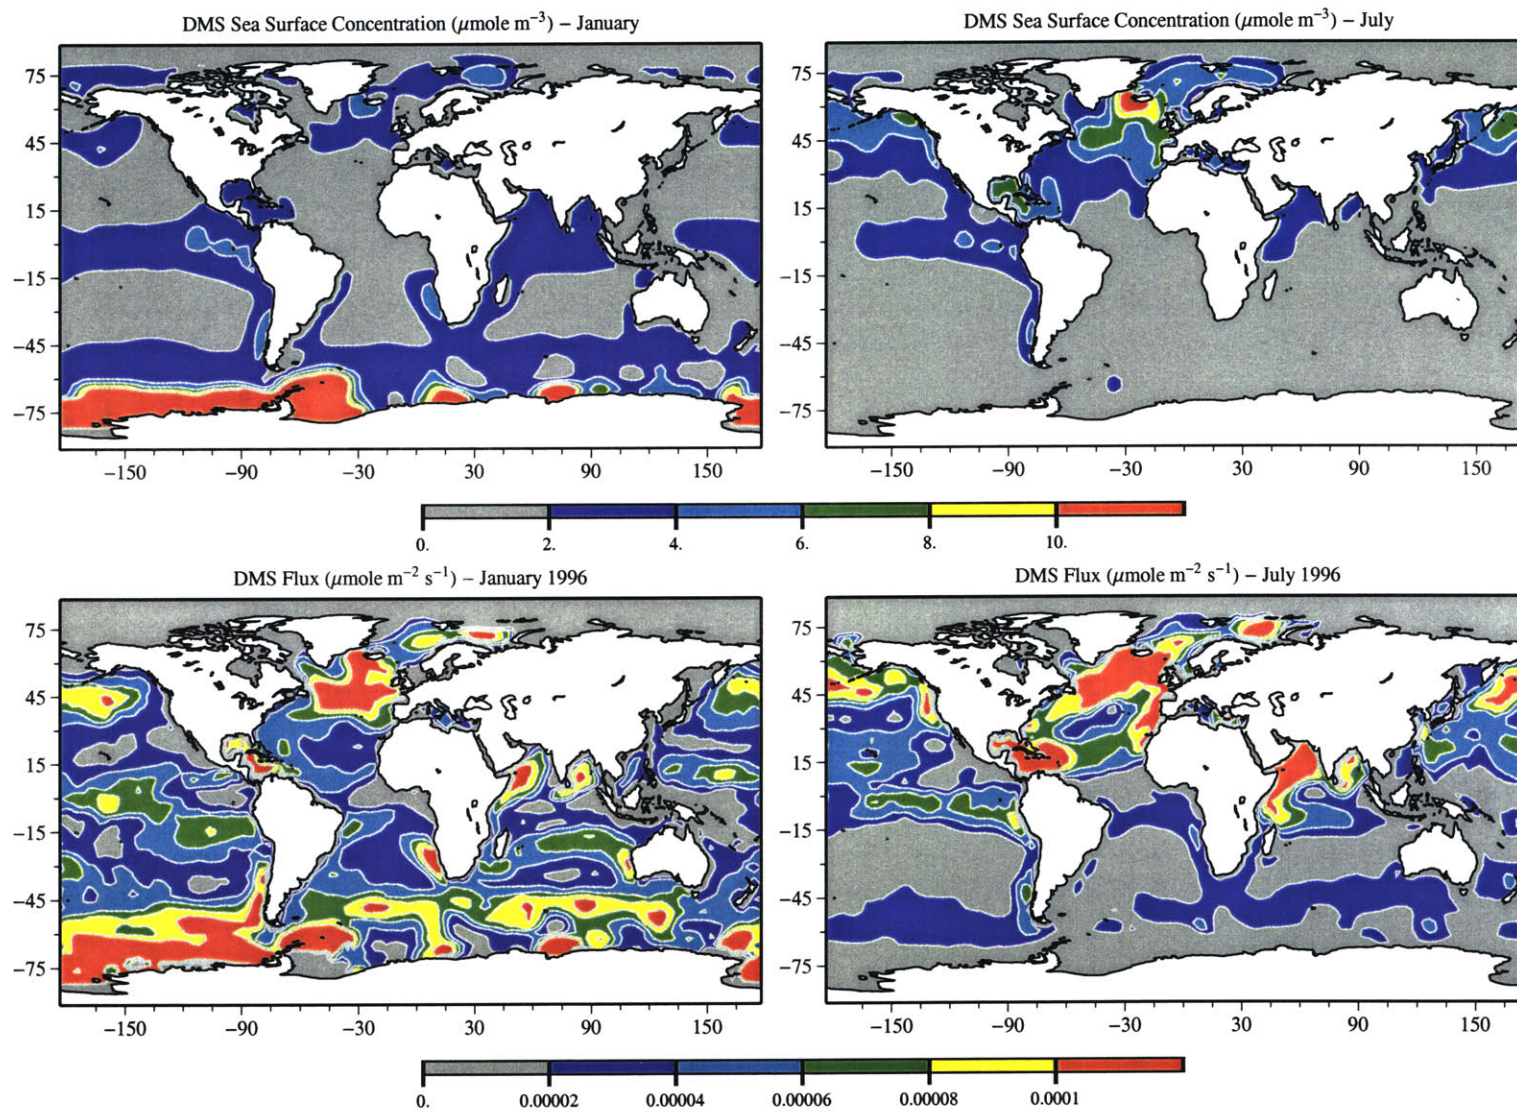 DMS Sea Surface Concentration (μmole m⁻³) – January
DMS Sea Surface Concentration (μmole m⁻³) – July
75
45
15
−15
−45
−75
−150 −90 −30 30 90 150
75
45
15
−15
−45
−75
−150 −90 −30 30 90 150
0. 2. 4. 6. 8. 10.
DMS Flux (μmole m⁻² s⁻¹) – January 1996
DMS Flux (μmole m⁻² s⁻¹) – July 1996
75
45
15
−15
−45
−75
−150 −90 −30 30 90 150
75
45
15
−15
−45
−75
−150 −90 −30 30 90 150
0. 0.00002 0.00004 0.00006 0.00008 0.0001